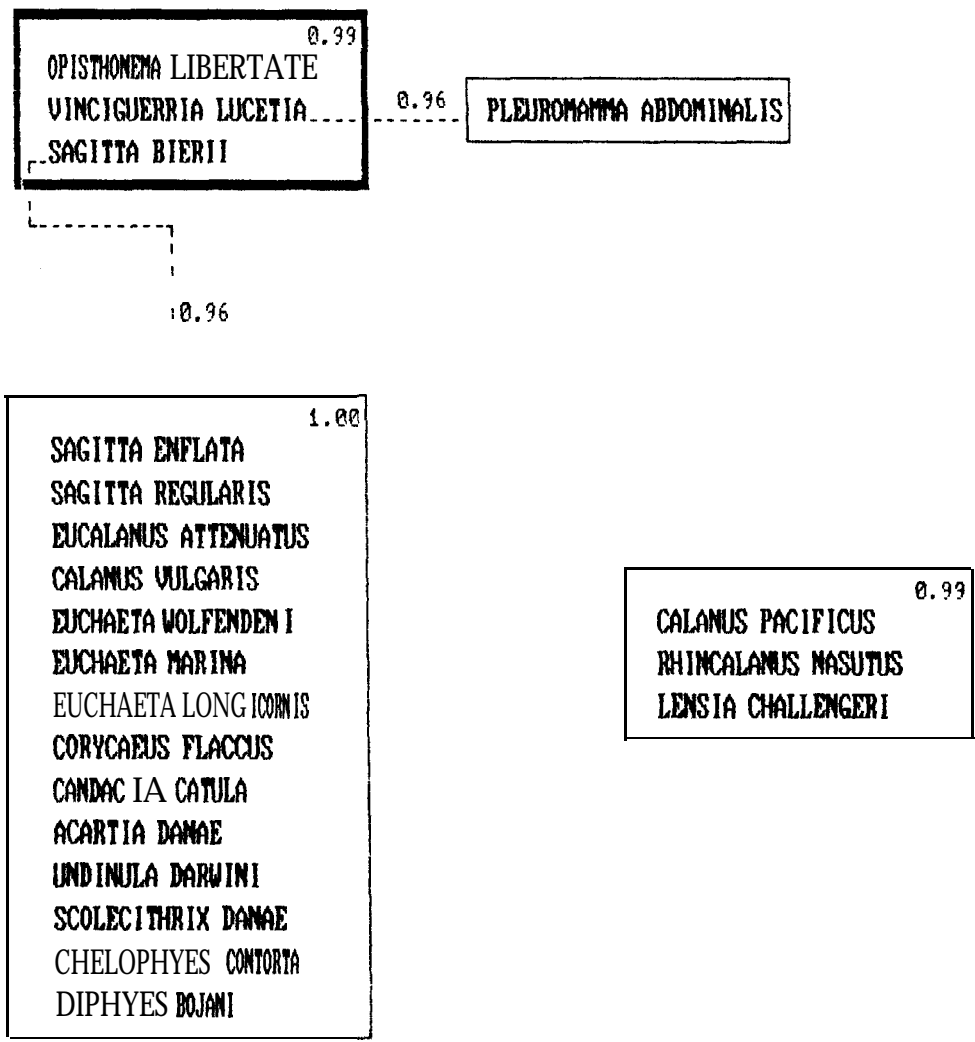 0.99
OPISTHONEMA LIBERTATE
VINCIGUERRIA LUCETIA
SAGITTA BIERII
0.96
PLEUROMAMMA ABDOMINALIS
0.96
1.00
SAGITTA ENFLATA
SAGITTA REGULARIS
EUCALANUS ATTENUATUS
CALANUS VULGARIS
EUCHAETA WOLFENDENI
EUCHAETA MARINA
EUCHAETA LONGICORNIS
CORYCAEUS FLACCUS
CANDACIA CATULA
ACARTIA DANAE
UNDINULA DARWINI
SCOLECITHRIX DANAE
CHELOPHYES CONTORTA
DIPHYES BOJANI
0.99
CALANUS PACIFICUS
RHINCALANUS NASUTUS
LENSIA CHALLENGERI